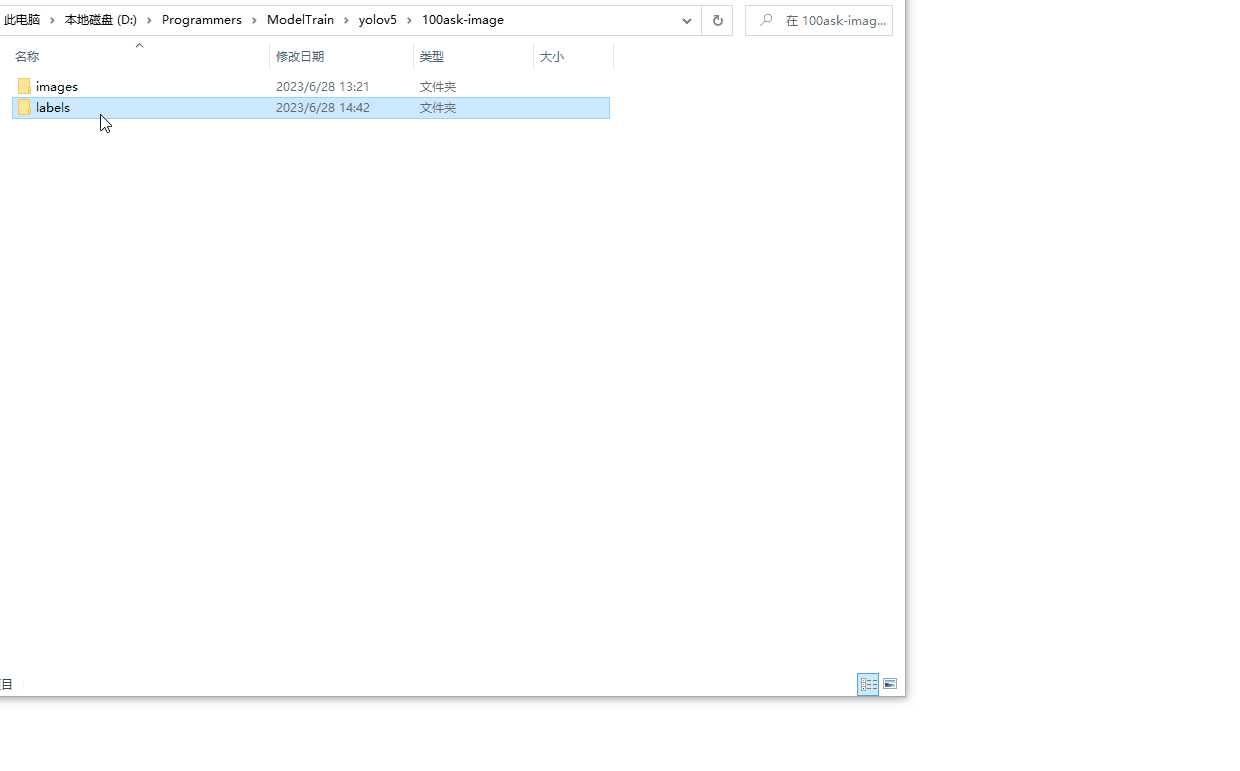 此电脑 › 本地磁盘 (D:) › Programmers › ModelTrain › yolov5 › 100ask-image 在 100ask-imag...
名称 修改日期 类型 大小
images 2023/6/28 13:21 文件夹
labels 2023/6/28 14:42 文件夹
目